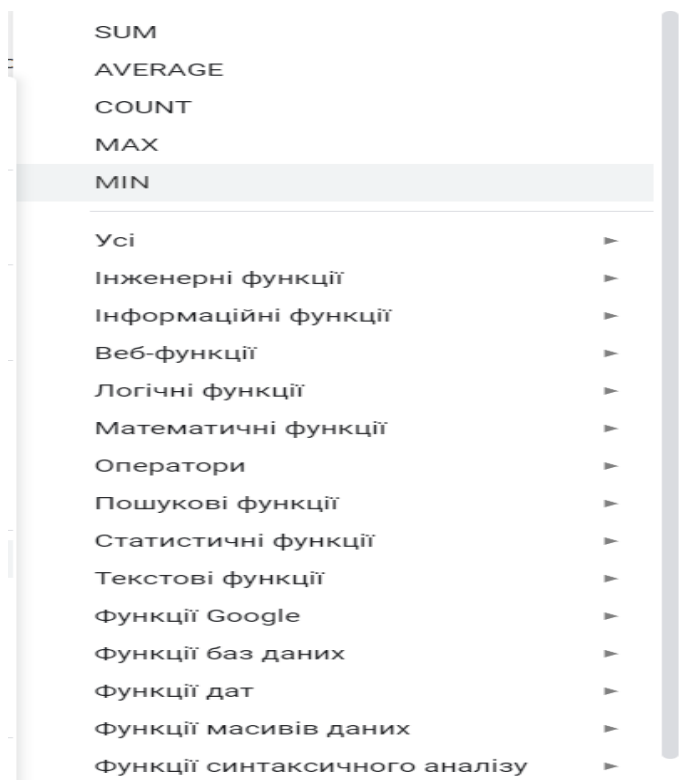 SUM
AVERAGE
COUNT
MAX
MIN
Усі
Інженерні функції
Інформаційні функції
Веб-функції
Логічні функції
Математичні функції
Оператори
Пошукові функції
Статистичні функції
Текстові функції
Функції Google
Функції баз даних
Функції дат
Функції масивів даних
Функції синтаксичного аналізу